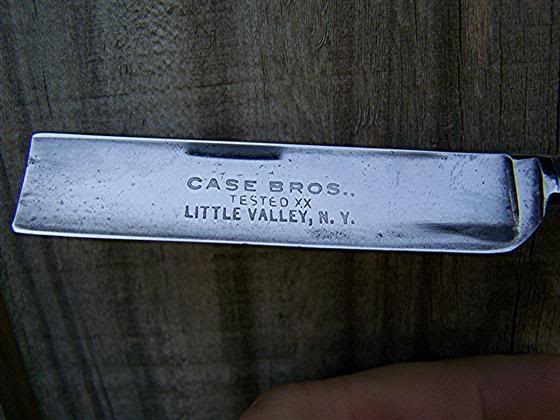 CASE BROS.,
TESTED XX
LITTLE VALLEY, N. Y.